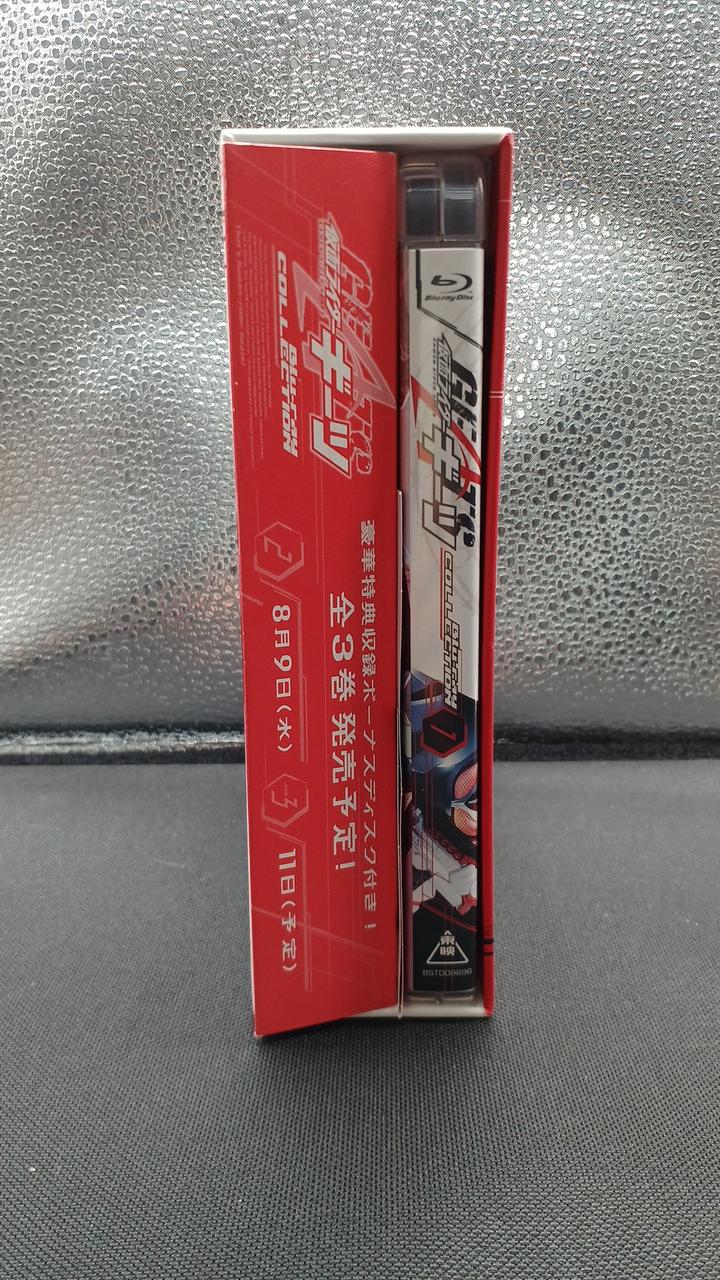 仮面ライダー
GEATS
ギーツ
Blu-ray
COLLECTION
豪華特典収録ボーナスディスク付き!
全3巻 発売予定!
2
8月9日(水)
3
11日(予定)
Blu-ray Disc
仮面ライダー
GEATS
ギーツ
Blu-ray
COLLECTION
1
東映
BSTD09896